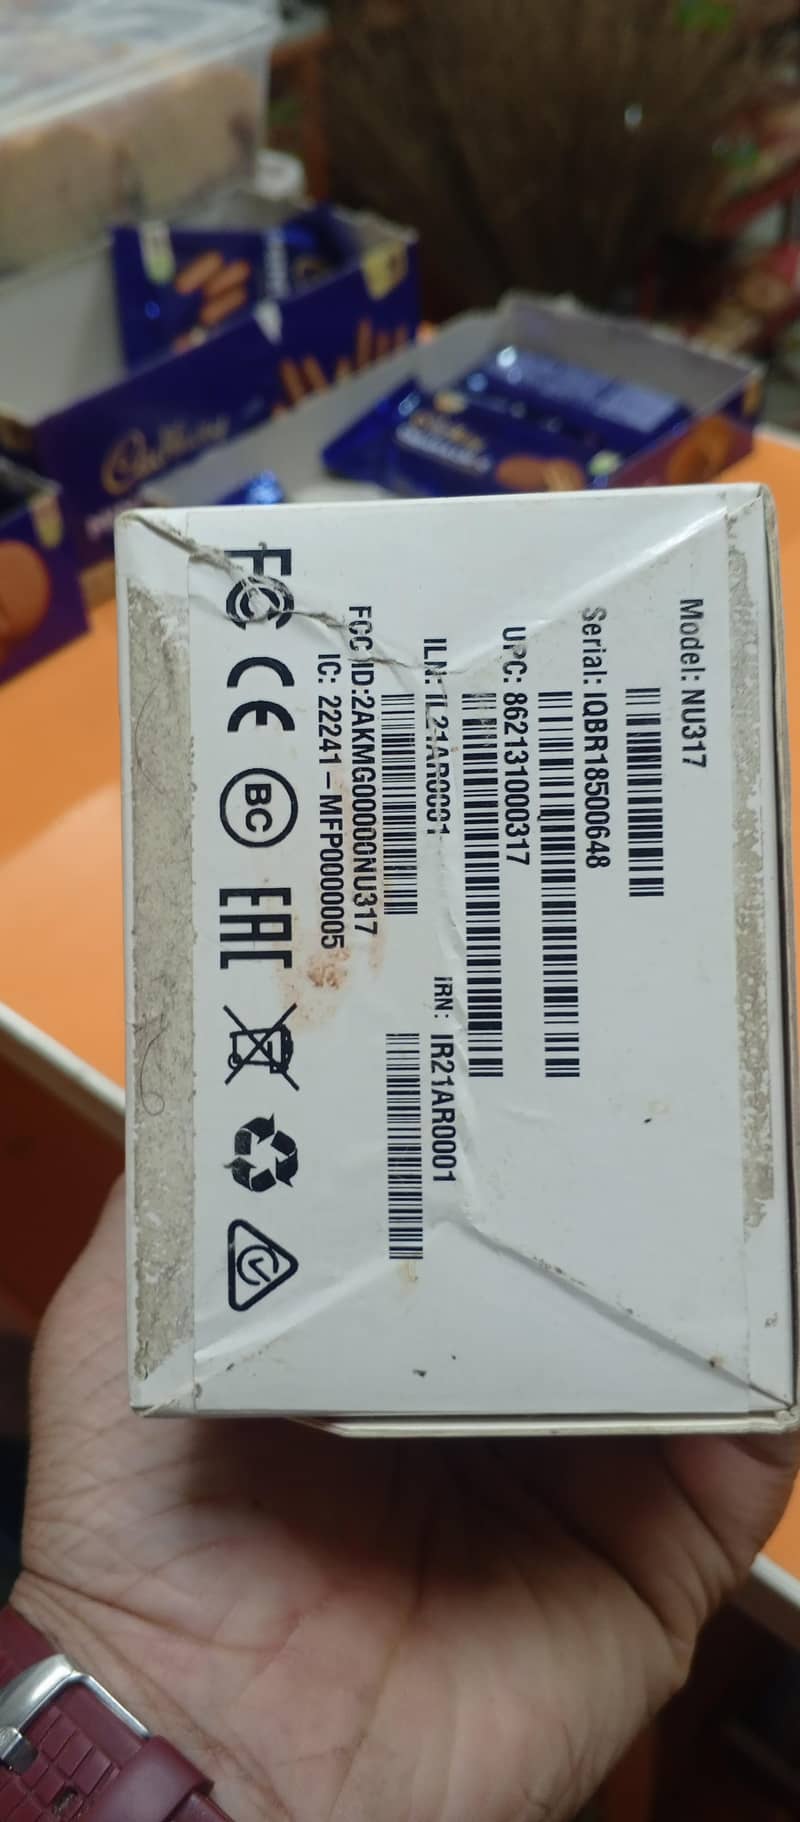 Model: NU317
Serial: IQBR18500648
UPC: 862131000317
ILN: IL21AR0001 IRN: IR21AR0001
FCC ID:2AKMG00000NU317
IC: 22241-MFP0000005
FC CE BC EAC
Cadbury